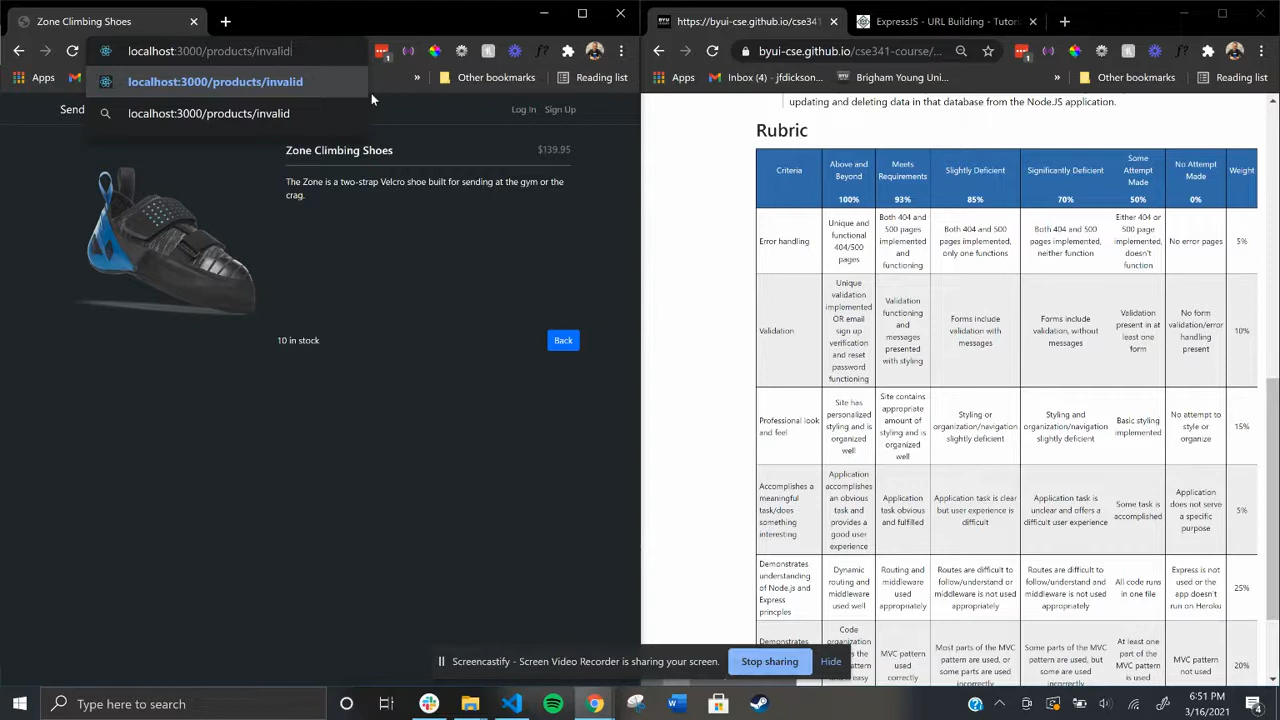 Zone Climbing Shoes
localhost:3000/products/invalid
Apps
Other bookmarks
Reading list
localhost:3000/products/invalid
localhost:3000/products/invalid
Send
Log In
Sign Up
Zone Climbing Shoes
$139.95
The Zone is a two-strap Velcro shoe built for sending at the gym or the
crag.
10 in stock
Back
https://byui-cse.github.io/cse341
ExpressJS - URL Building - Tutori
byui-cse.github.io/cse341-course/...
Apps
Inbox (4) - jfdickson...
Brigham Young Uni...
Other bookmarks
Reading list
updating and deleting data in that database from the Node.JS application.
Rubric
Criteria
Above and
Beyond
100%
Meets
Requirements
93%
Slightly Deficient
85%
Significantly Deficient
70%
Some
Attempt
Made
50%
No Attempt
Made
0%
Weight
Error handling
Unique and
functional
404/500
pages
Both 404 and
500 pages
implemented
and
functioning
Both 404 and 500
pages implemented,
only one functions
Both 404 and 500
pages implemented,
neither function
Either 404 or
500 page
implemented,
doesn't
function
No error pages
5%
Validation
Unique
validation
implemented
OR email
sign up
verification
and reset
password
functioning
Validation
functioning
and
messages
presented
with styling
Forms include
validation with
messages
Forms include
validation, without
messages
Validation
present in at
least one
form
No form
validation/error
handling
present
10%
Professional look
and feel
Site has
personalized
styling and is
organized
well
Site contains
appropriate
amount of
styling and is
organized
well
Styling or
organization/navigation
slightly deficient
Styling and
organization/navigation
slightly deficient
Basic styling
implemented
No attempt to
style or
organize
15%
Accomplishes a
meaningful
task/does
something
interesting
Application
accomplishes
an obvious
task and
provides a
good user
experience
Application
task obvious
and fulfilled
Application task is clear
but user experience is
difficult
Application task is
unclear and offers a
difficult user experience
Some task is
accomplished
Application
does not serve
a specific
purpose
5%
Demonstrates
understanding
of Node.js and
Express
princples
Dynamic
routing and
middleware
used well
Routing and
middleware
used
appropriately
Routes are difficult to
follow/understand or
middleware is not used
appropriately
Routes are difficult to
follow/understand and
middleware is not used
appropriately
All code runs
in one file
Express is not
used or the
app doesn't
run on Heroku
25%
Code
MVC pattern
used
correctly
Most parts of the MVC
pattern are used, or
some parts are used
incorrectly
Some parts of the MVC
pattern are used, but
some are used
incorrectly
At least one
part of the
MVC pattern
is used
MVC pattern
not used
20%
Screencastify - Screen Video Recorder is sharing your screen.
Stop sharing
Hide
Type here to search
6:51 PM
3/16/2021
4